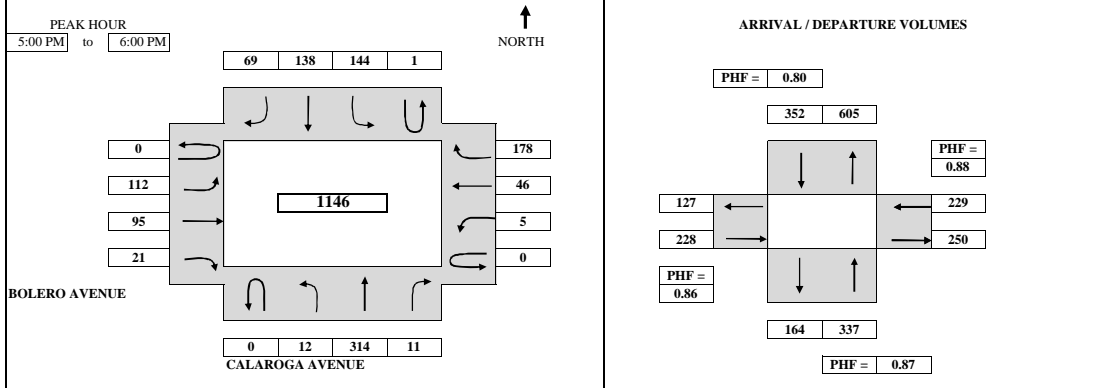 PEAK HOUR
5:00 PM to 6:00 PM
NORTH
69 138 144 1
0 178
112 46
1146
95 5
21 0
BOLERO AVENUE
0 12 314 11
CALAROGA AVENUE
ARRIVAL / DEPARTURE VOLUMES
PHF = 0.80
352 605
PHF =
0.88
127 229
228 250
PHF =
0.86
164 337
PHF = 0.87